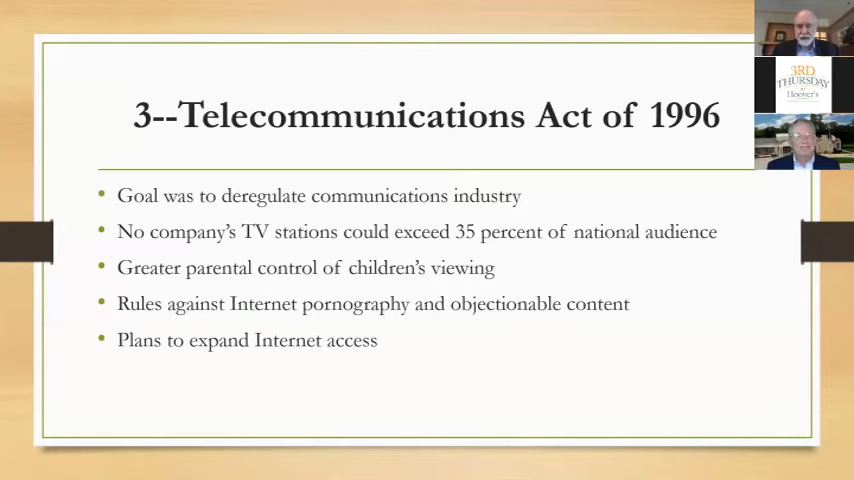 3--Telecommunications Act of 1996
• Goal was to deregulate communications industry
• No company's TV stations could exceed 35 percent of national audience
• Greater parental control of children's viewing
• Rules against Internet pornography and objectionable content
• Plans to expand Internet access
3RD
THURSDAY
at
Hoover's